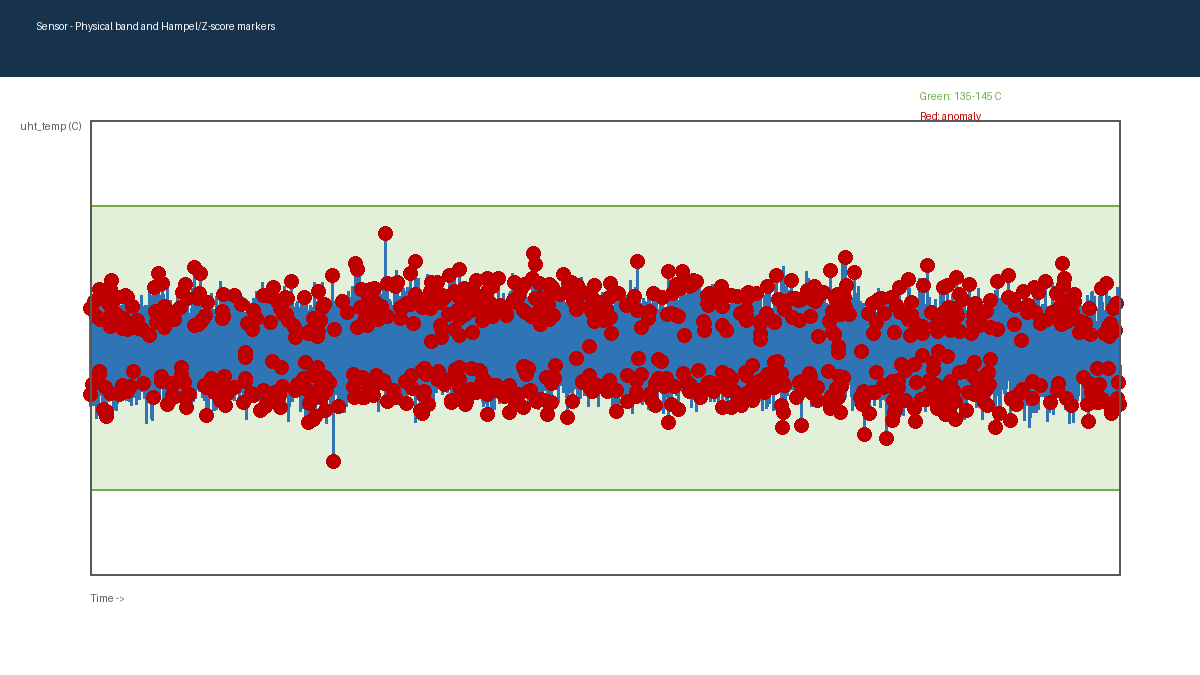 Sensor - Physical band and Hampel/Z-score markers
Green: 135-145 C
Red: anomaly
uht_temp (C)
Time ->